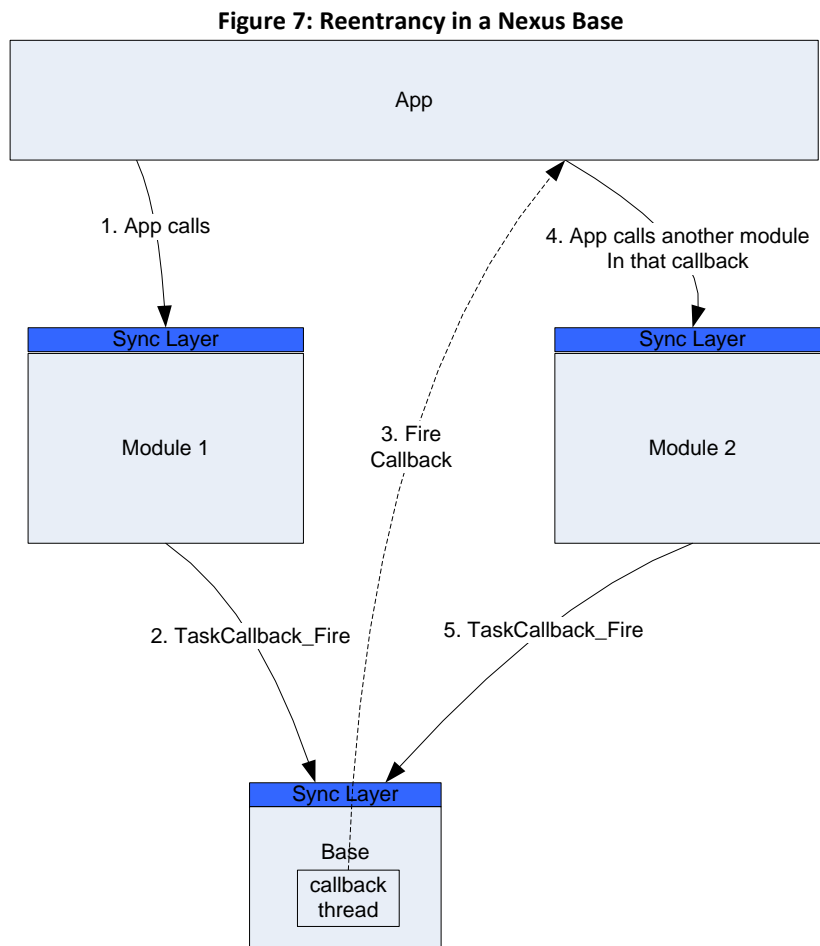 Figure 7: Reentrancy in a Nexus Base
App
1. App calls
4. App calls another module
In that callback
Sync Layer
Sync Layer
Module 1
3. Fire
Callback
Module 2
2. TaskCallback_Fire
5. TaskCallback_Fire
Sync Layer
Base
callback
thread